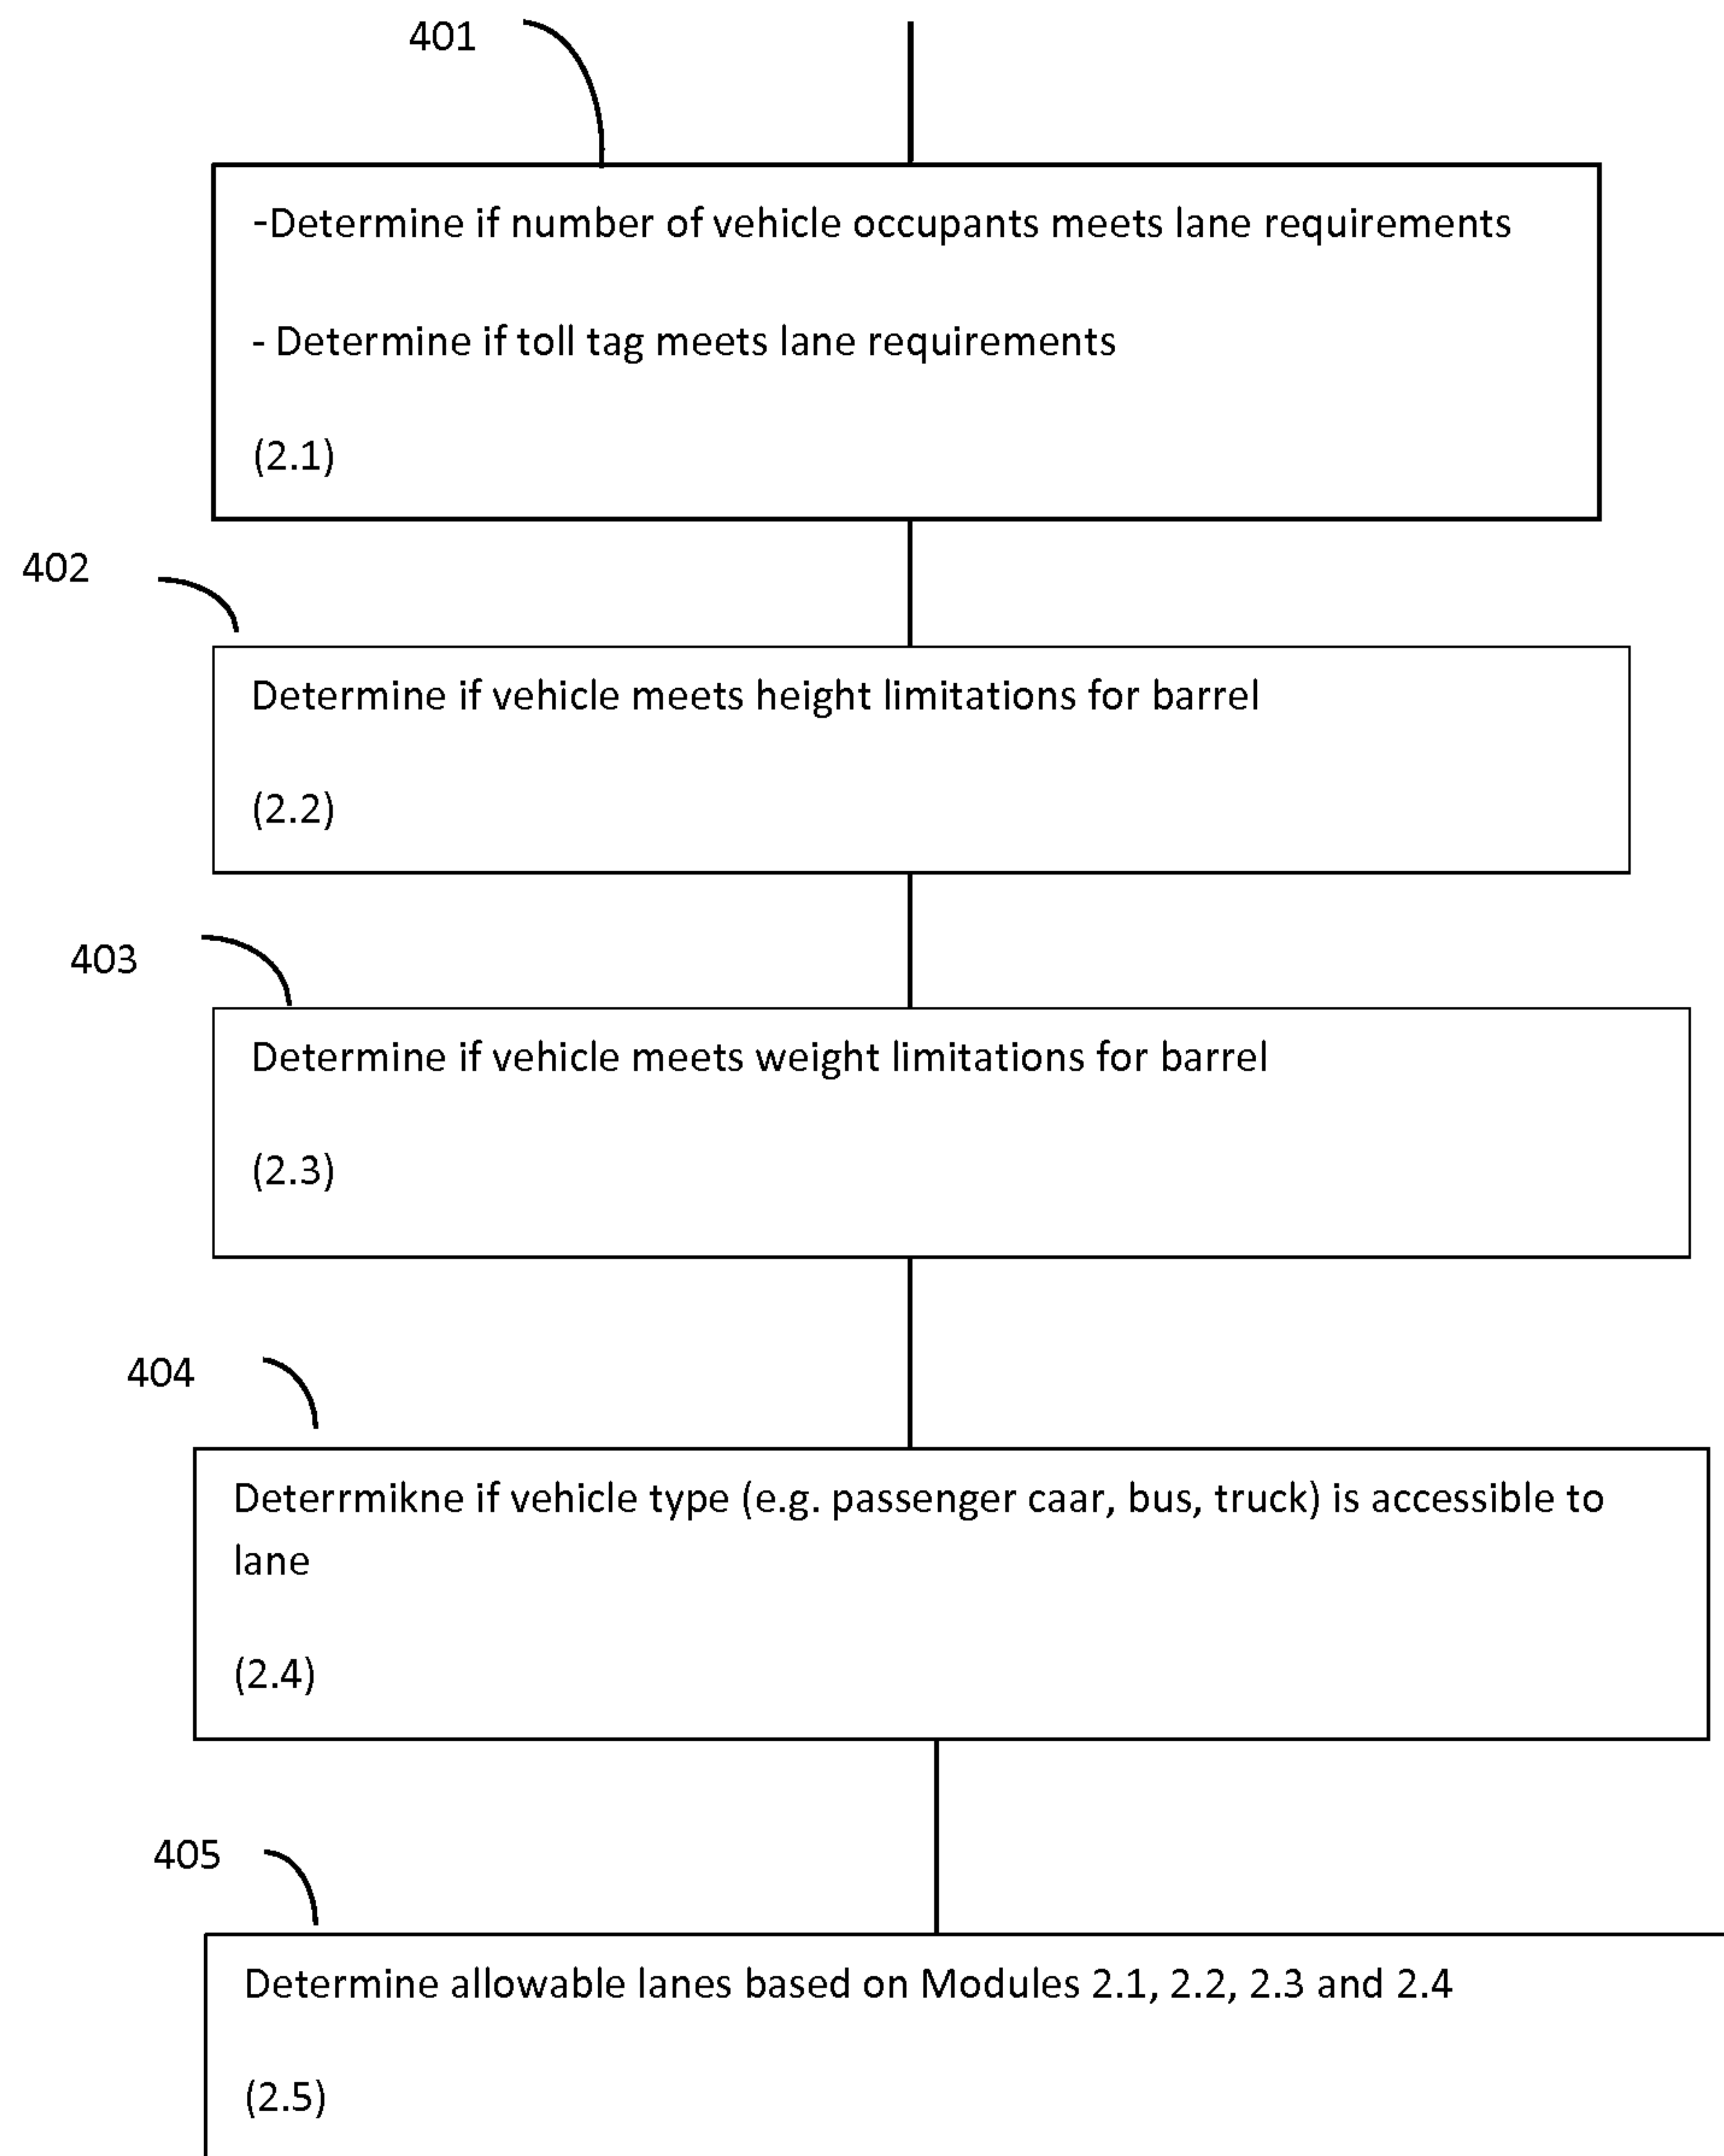 401
-Determine if number of vehicle occupants meets lane requirements
- Determine if toll tag meets lane requirements
(2.1)
402
Determine if vehicle meets height limitations for barrel
(2.2)
403
Determine if vehicle meets weight limitations for barrel
(2.3)
404
Deterrmikne if vehicle type (e.g. passenger caar, bus, truck) is accessible to
lane
(2.4)
405
Determine allowable lanes based on Modules 2.1, 2.2, 2.3 and 2.4
(2.5)